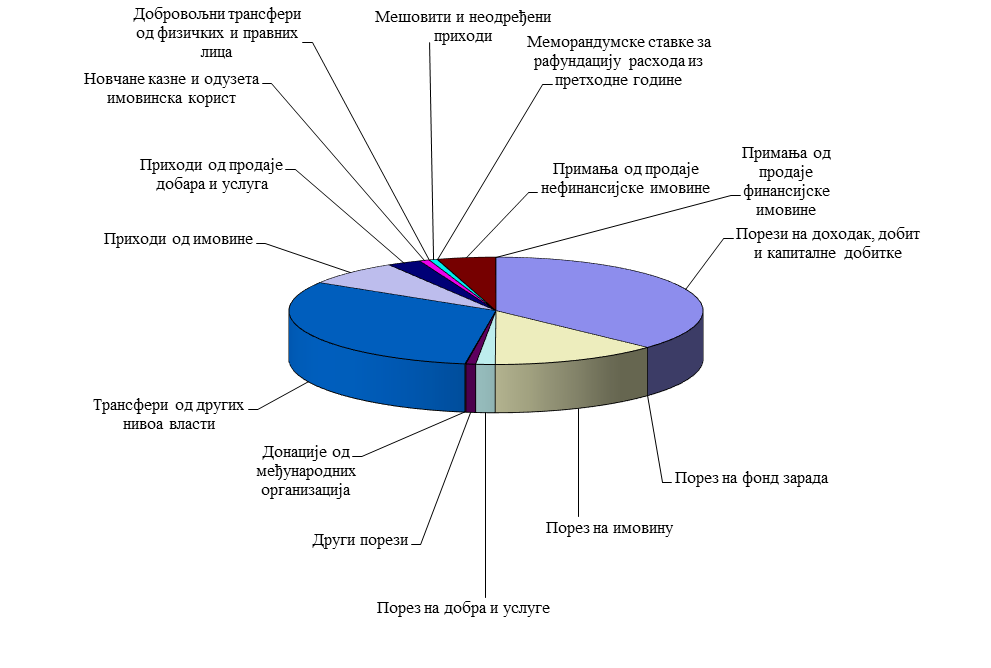 Добровољни трансфери
од физичких и правних
лица
Мешовити и неодређени
приходи
Меморандумске ставке за
рафундацију расхода из
претходне године
Новчане казне и одузета
имовинска корист
Приходи од продаје
добара и услуга
Примања од продаје
нефинансијске имовине
Примања од
продаје
финансијске
имовине
Приходи од имовине
Порези на доходак, добит
и капиталне добитке
Трансфери од других
нивоа власти
Донације од
међународних
организација
Порез на фонд зарада
Други порези
Порез на имовину
Порез на добра и услуге